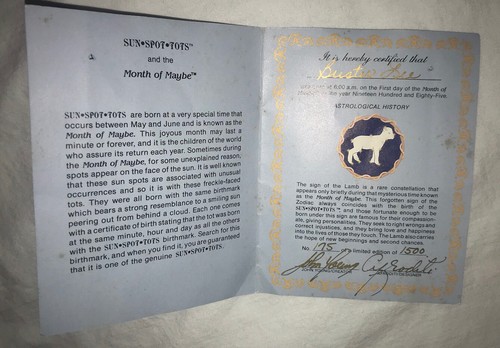 SUN•SPOT•TOTS™
and the
Month of Maybe™
SUN•SPOT•TOTS are born at a very special time that
occurs between May and June and is known as the
Month of Maybe. This joyous month may last a
minute or forever, and it is the children of the world
who assure its return each year. Sometimes during
the Month of Maybe, for some unexplained reason,
spots appear on the face of the sun. It is well known
that these sun spots are associated with unusual
occurrences and so it is with these freckle-faced
tots. They were all born with the same birthmark
which bears a strong resemblance to a smiling sun
peering out from behind a cloud. Each one comes
with a certificate of birth stating that the tot was born
at the same minute, hour and day as all the others
with the SUN•SPOT•TOTS birthmark. Search for this
birthmark, and when you find it, you are guaranteed
that it is one of the genuine SUN•SPOT•TOTS.
It is hereby certified that
Buster Lee
was born at 6:00 a.m. on the First day of the Month of
Maybe in the year Nineteen Hundred and Eighty-Five.
ASTROLOGICAL HISTORY
The sign of the Lamb is a rare constellation that
appears only briefly during that mysterious time known
as the Month of Maybe. This forgotten sign of the
Zodiac always coincides with the birth of the
SUN•SPOT•TOTS™, and those fortunate enough to be
born under this sign are famous for their compassion-
ate, giving personalities. They seek to right wrongs and
correct injustices, and they bring love and happiness
into the lives of those they touch. The Lamb also carries
the hope of new beginnings and second chances.
No. 195 of a limited edition of 1500